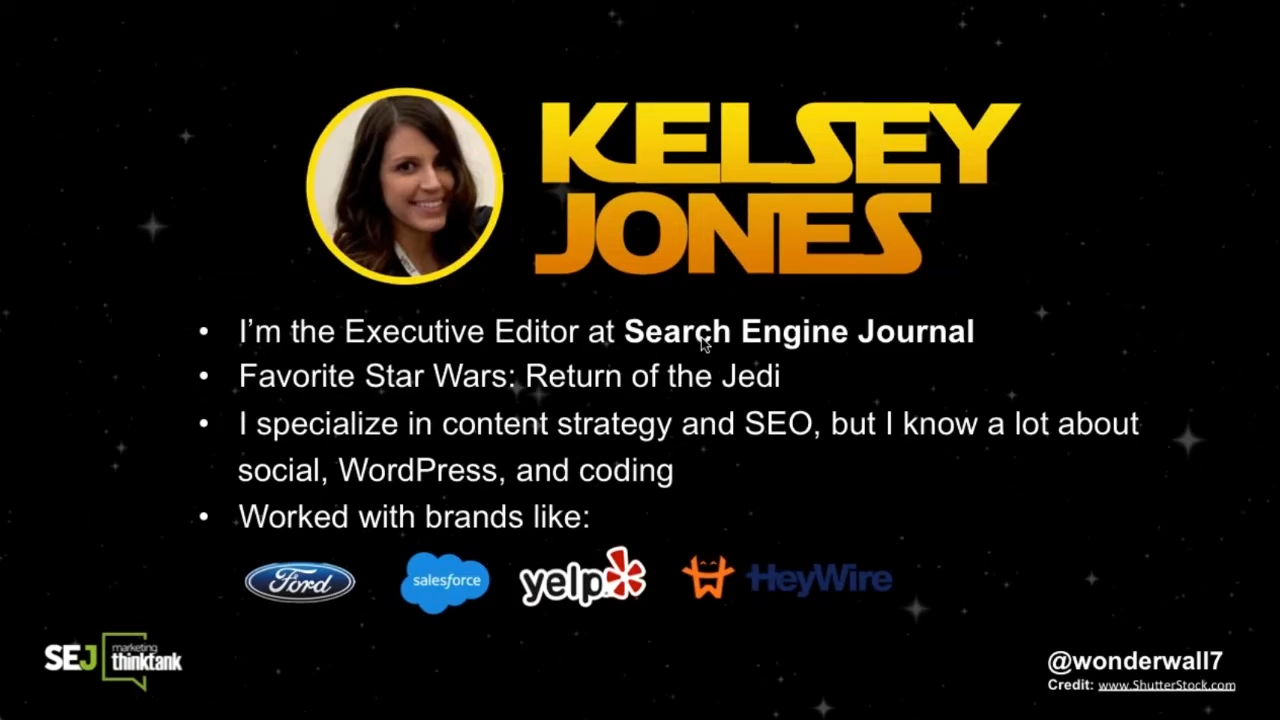 KELSEY
JONES
• I'm the Executive Editor at Search Engine Journal
• Favorite Star Wars: Return of the Jedi
• I specialize in content strategy and SEO, but I know a lot about
social, WordPress, and coding
• Worked with brands like:
Ford salesforce yelp HeyWire
SEJ marketing
thinktank
@wonderwall7
Credit: www.ShutterStock.com